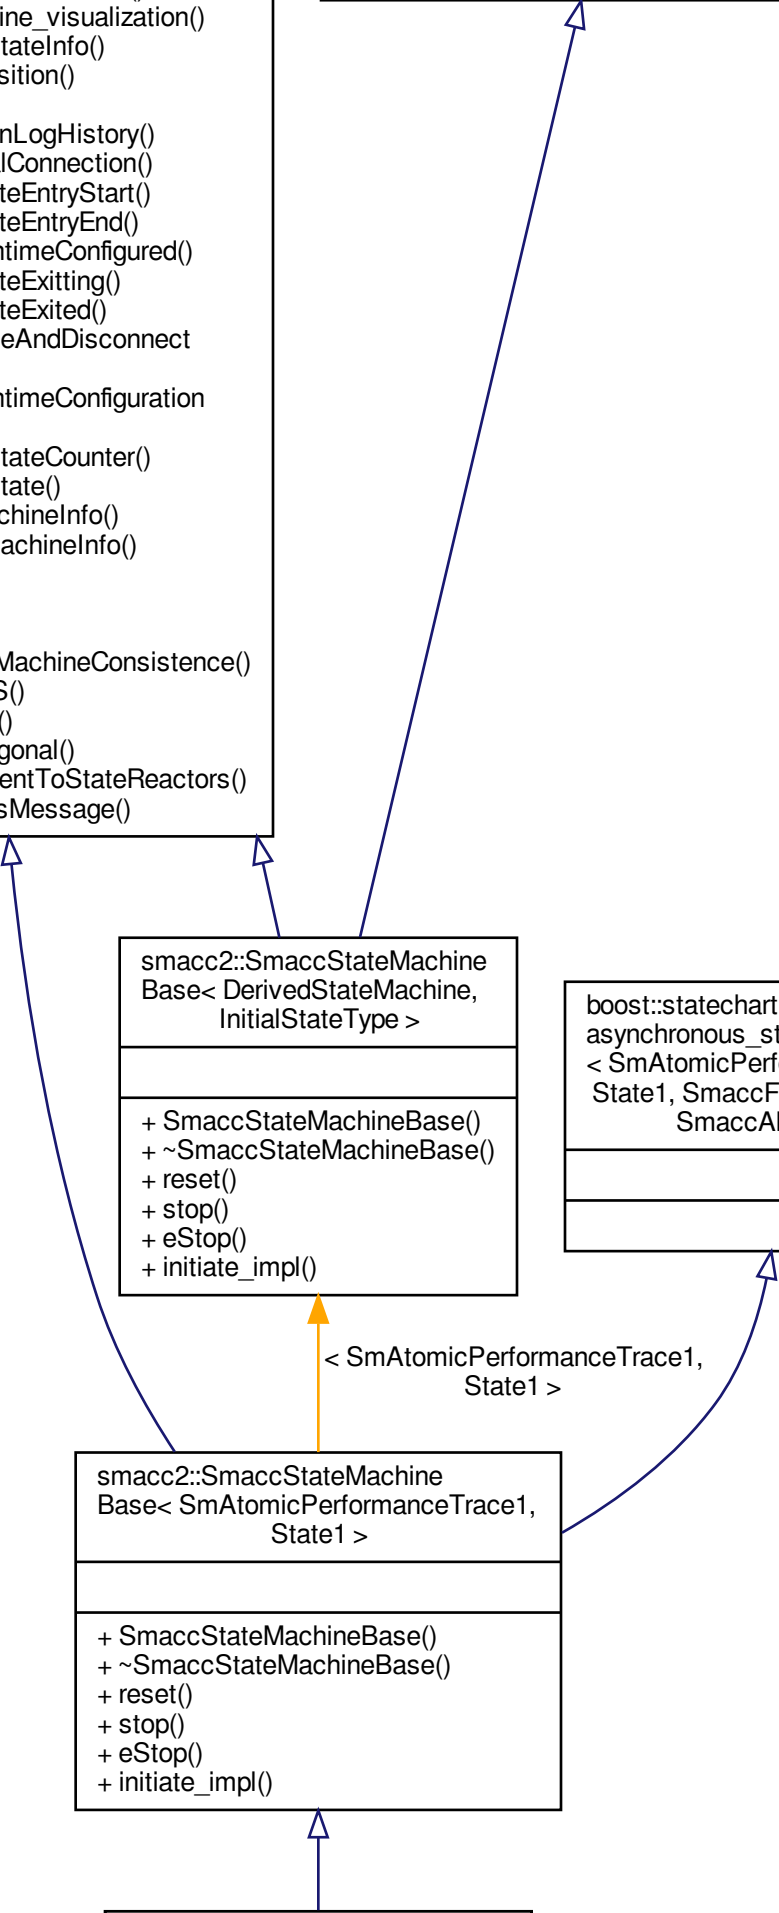 ine_visualization()
tateInfo()
sition()
nLogHistory()
lConnection()
teEntryStart()
teEntryEnd()
ntimeConfigured()
teExitting()
teExited()
eAndDisconnect
ntimeConfiguration
tateCounter()
tate()
chineInfo()
achineInfo()
MachineConsistence()
S()
()
gonal()
entToStateReactors()
sMessage()
smacc2::SmaccStateMachine
Base< DerivedStateMachine,
InitialStateType >
+ SmaccStateMachineBase()
+ ~SmaccStateMachineBase()
+ reset()
+ stop()
+ eStop()
+ initiate_impl()
boost::statechart
asynchronous_st
< SmAtomicPerf
State1, SmaccF
SmaccAl
< SmAtomicPerformanceTrace1,
State1 >
smacc2::SmaccStateMachine
Base< SmAtomicPerformanceTrace1,
State1 >
+ SmaccStateMachineBase()
+ ~SmaccStateMachineBase()
+ reset()
+ stop()
+ eStop()
+ initiate_impl()